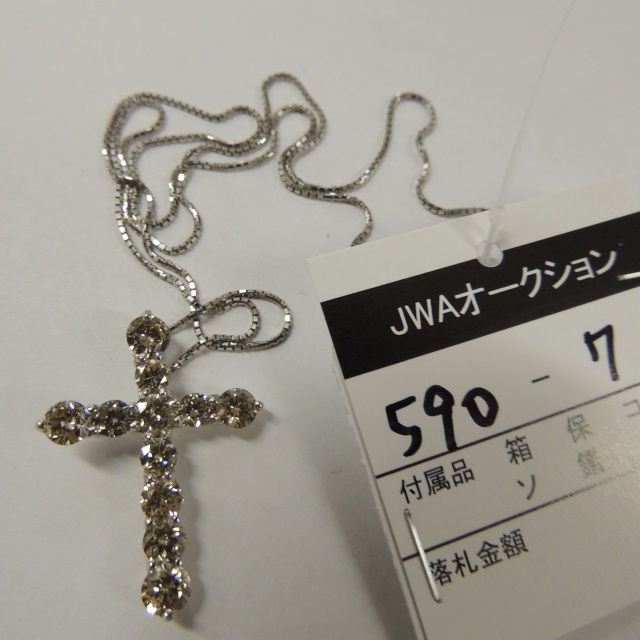 JWAオークション
590 - 7
付属品 箱 保
ソ 鑑
落札金額